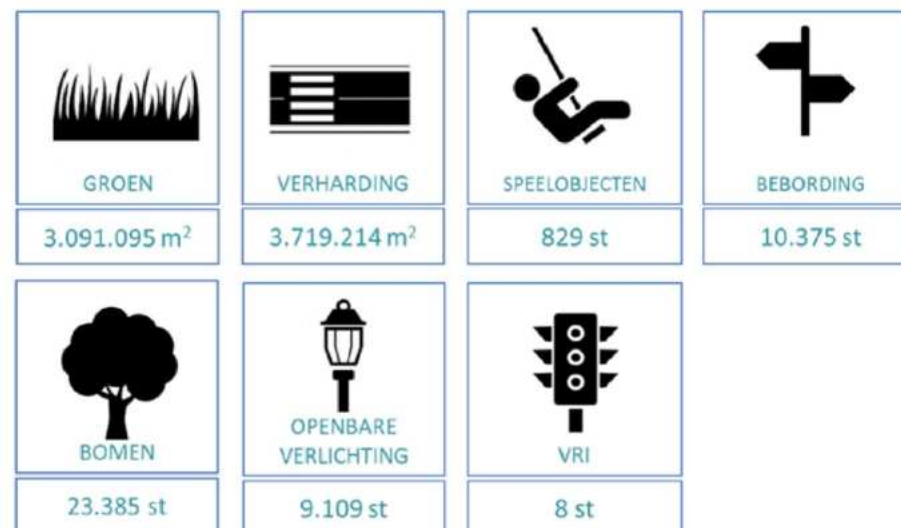 GROEN
VERHARDING
SPEELOBJECTEN
BEBORDING
3.091.095 m²
3.719.214 m²
829 st
10.375 st
BOMEN
OPENBARE
VERLICHTING
VRI
23.385 st
9.109 st
8 st